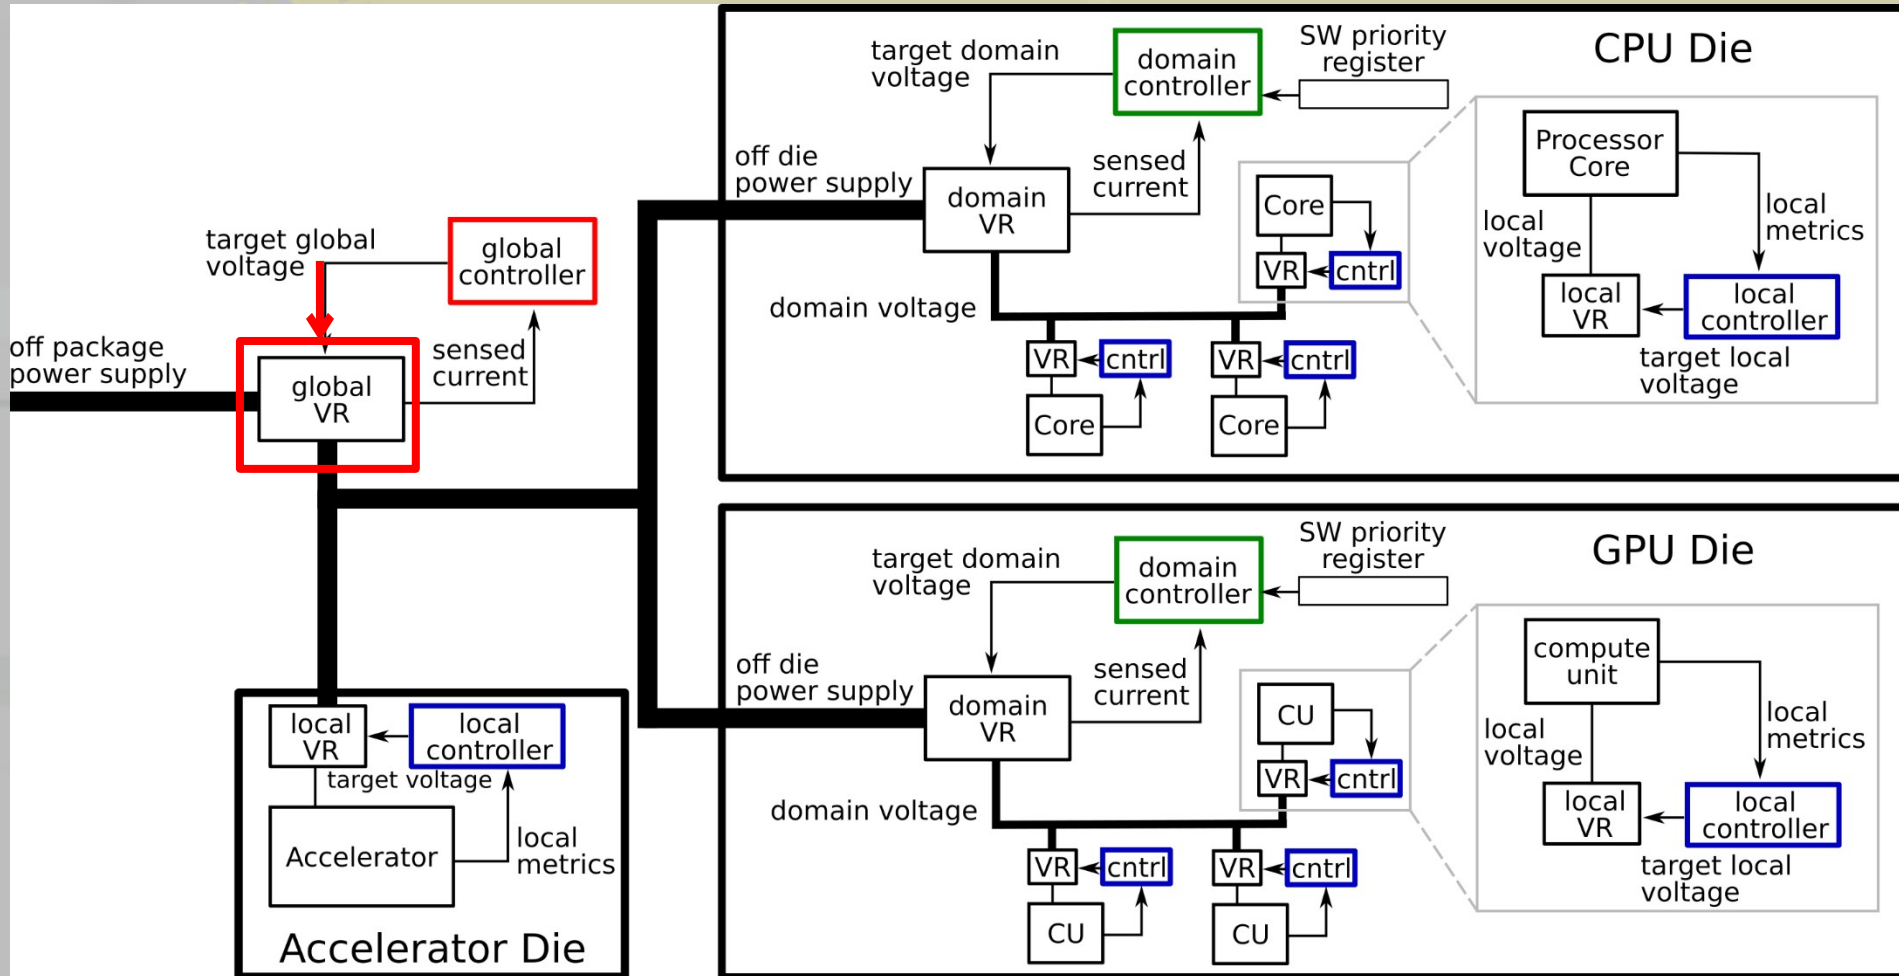 target global
voltage
global
controller
off package
power supply
global
VR
sensed
current
local
VR
local
controller
target voltage
Accelerator
local
metrics
Accelerator Die
CPU Die
target domain
voltage
domain
controller
SW priority
register
off die
power supply
domain
VR
sensed
current
domain voltage
Core
VR
cntrl
VR
cntrl
Core
VR
cntrl
Core
Processor
Core
local
voltage
local
metrics
local
VR
local
controller
target local
voltage
GPU Die
target domain
voltage
domain
controller
SW priority
register
off die
power supply
domain
VR
sensed
current
domain voltage
CU
VR
cntrl
VR
cntrl
CU
VR
cntrl
CU
compute
unit
local
voltage
local
metrics
local
VR
local
controller
target local
voltage